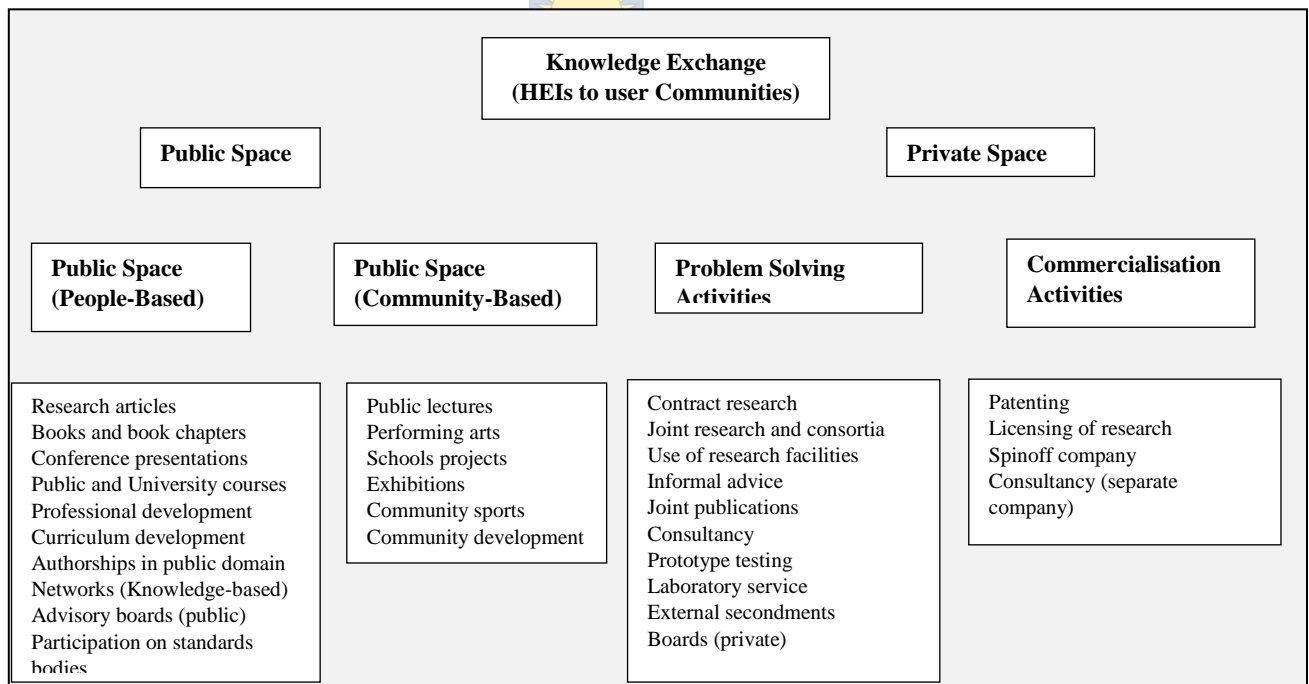 Knowledge Exchange
(HEIs to user Communities)
Public Space
Private Space
Public Space
(People-Based)
Public Space
(Community-Based)
Problem Solving
Activities
Commercialisation
Activities
Research articles
Books and book chapters
Conference presentations
Public and University courses
Professional development
Curriculum development
Authorships in public domain
Networks (Knowledge-based)
Advisory boards (public)
Participation on standards
bodies
Public lectures
Performing arts
Schools projects
Exhibitions
Community sports
Community development
Contract research
Joint research and consortia
Use of research facilities
Informal advice
Joint publications
Consultancy
Prototype testing
Laboratory service
External secondments
Boards (private)
Patenting
Licensing of research
Spinoff company
Consultancy (separate
company)